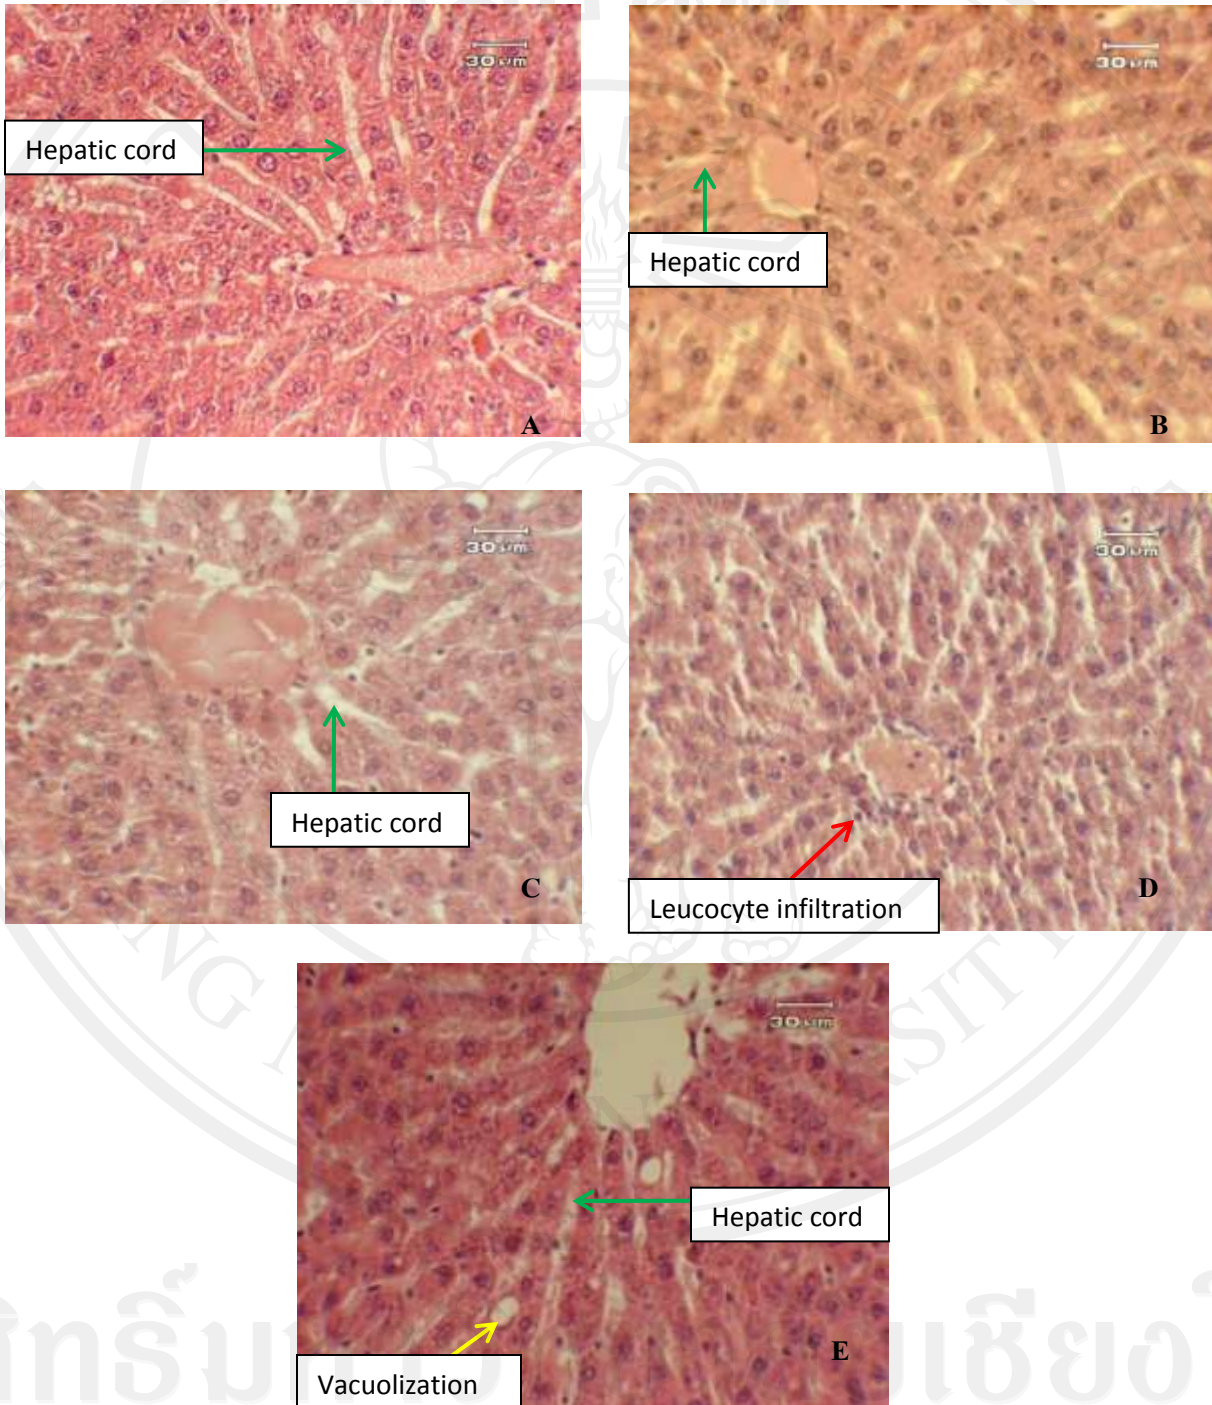 30 µm
Hepatic cord
A
30 µm
Hepatic cord
B
30 µm
Hepatic cord
C
30 µm
Leucocyte infiltration
D
30 µm
Hepatic cord
Vacuolization
E